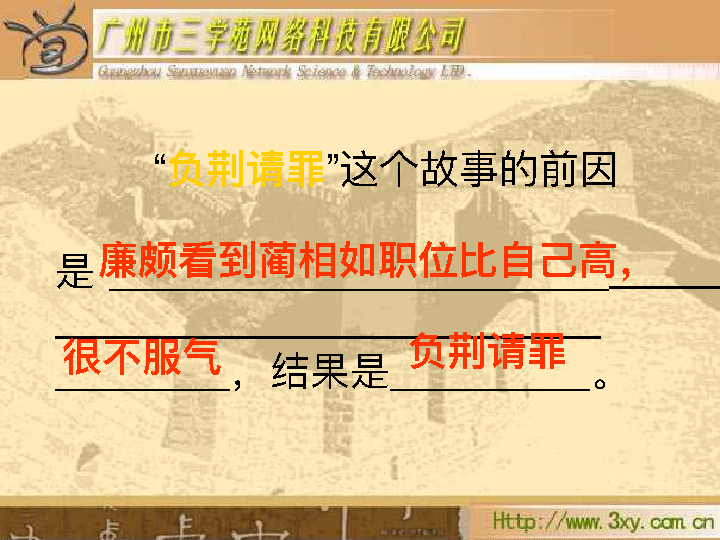 广州市三学苑网络科技有限公司
Guangzhou Sanxueyuan Network Science & Technology LTD.
“负荆请罪”这个故事的前因
是廉颇看到蔺相如职位比自己高，
很不服气，结果是负荆请罪。
Http://www.3xy.com.cn